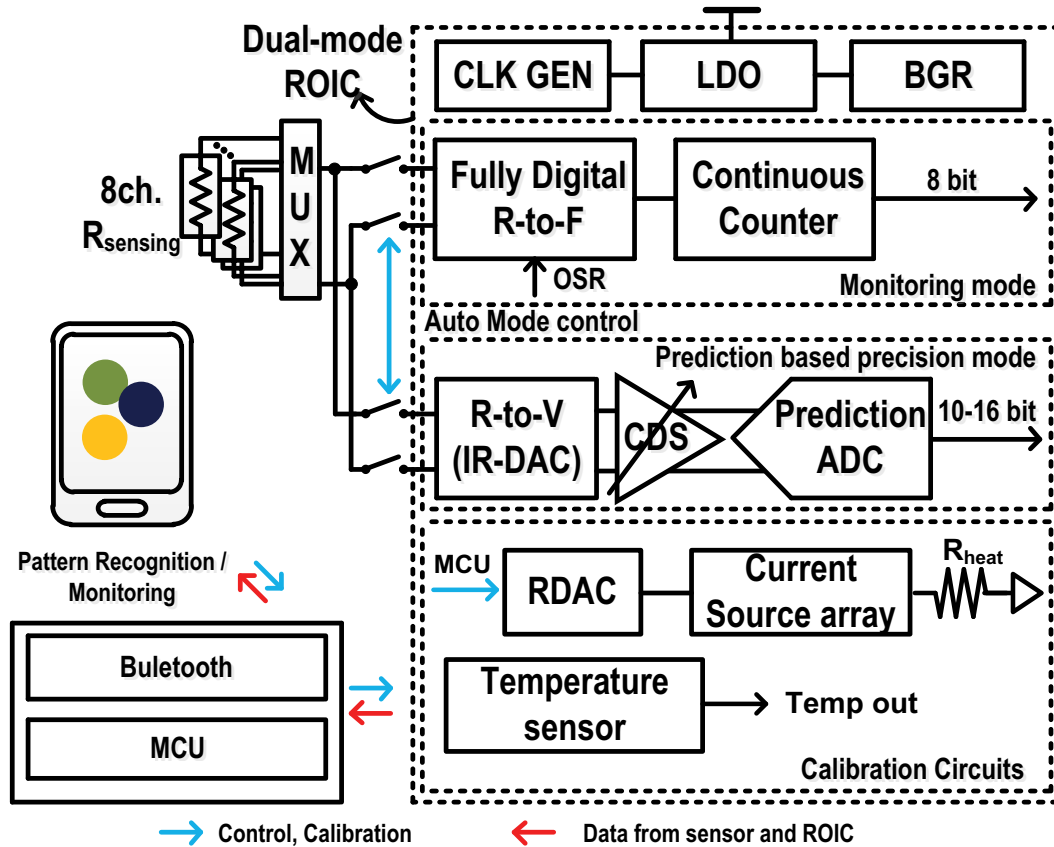 Dual-mode
ROIC
CLK GEN
LDO
BGR
8ch.
Rsensing
M
U
X
Fully Digital
R-to-F
Continuous
Counter
8 bit
OSR
Monitoring mode
Auto Mode control
Prediction based precision mode
R-to-V
(IR-DAC)
CDS
Prediction
ADC
10-16 bit
Pattern Recognition /
Monitoring
Buletooth
MCU
MCU
RDAC
Current
Source array
Rheat
Temperature
sensor
Temp out
Calibration Circuits
Control, Calibration
Data from sensor and ROIC